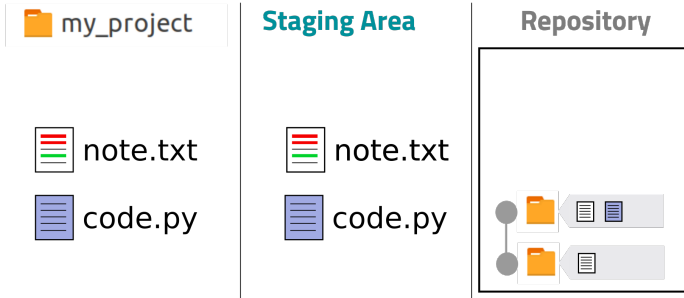 my_project
Staging Area
Repository
note.txt
note.txt
code.py
code.py